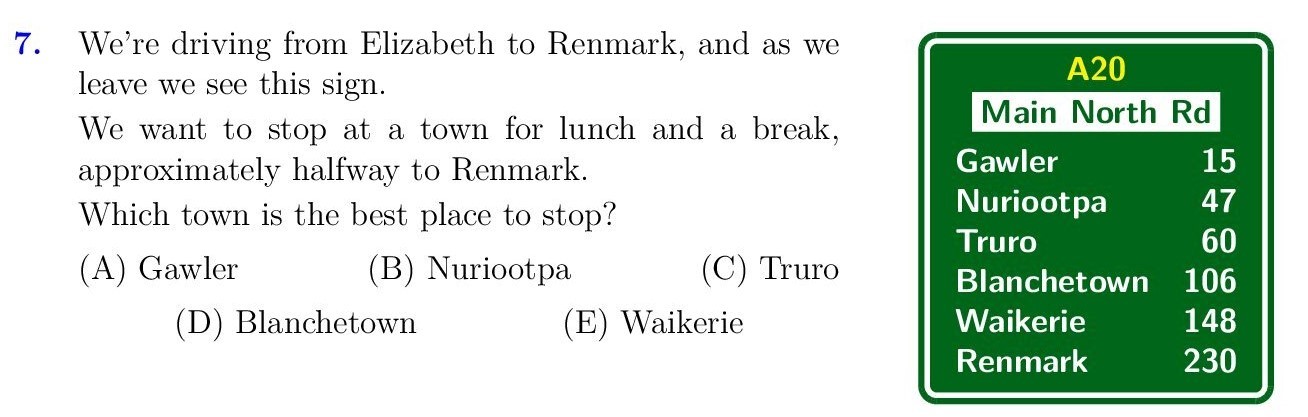 7. We're driving from Elizabeth to Renmark, and as we
leave we see this sign.
We want to stop at a town for lunch and a break,
approximately halfway to Renmark.
Which town is the best place to stop?
(A) Gawler (B) Nuriootpa (C) Truro
(D) Blanchetown (E) Waikerie
A20
Main North Rd
Gawler 15
Nuriootpa 47
Truro 60
Blanchetown 106
Waikerie 148
Renmark 230